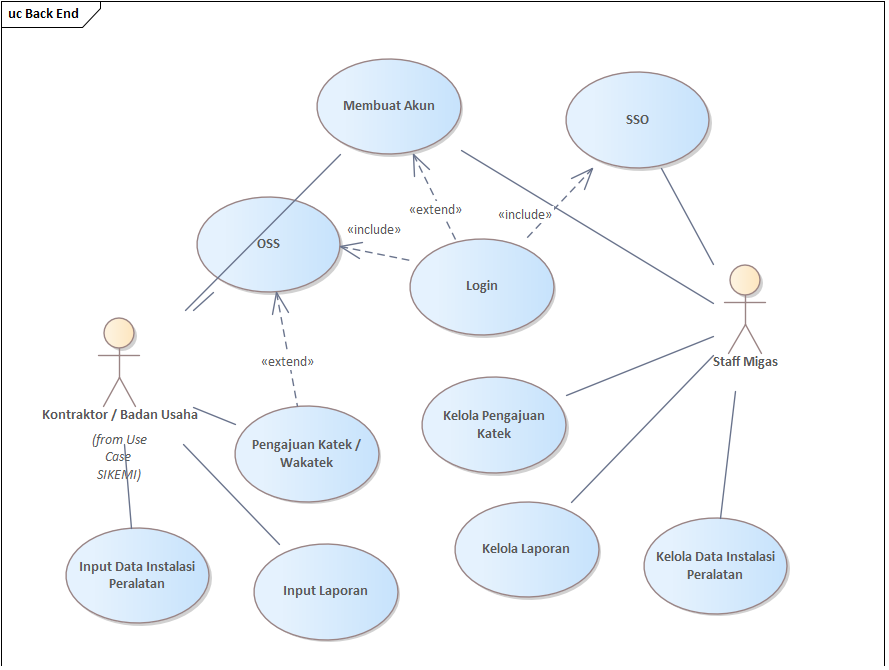 uc Back End
Membuat Akun
SSO
«extend»
«include»
«include»
OSS
Login
Staff Migas
«extend»
Kontraktor / Badan Usaha
(from Use
Case
SIKEMI)
Pengajuan Katek /
Wakatek
Kelola Pengajuan
Katek
Input Data Instalasi
Peralatan
Input Laporan
Kelola Laporan
Kelola Data Instalasi
Peralatan